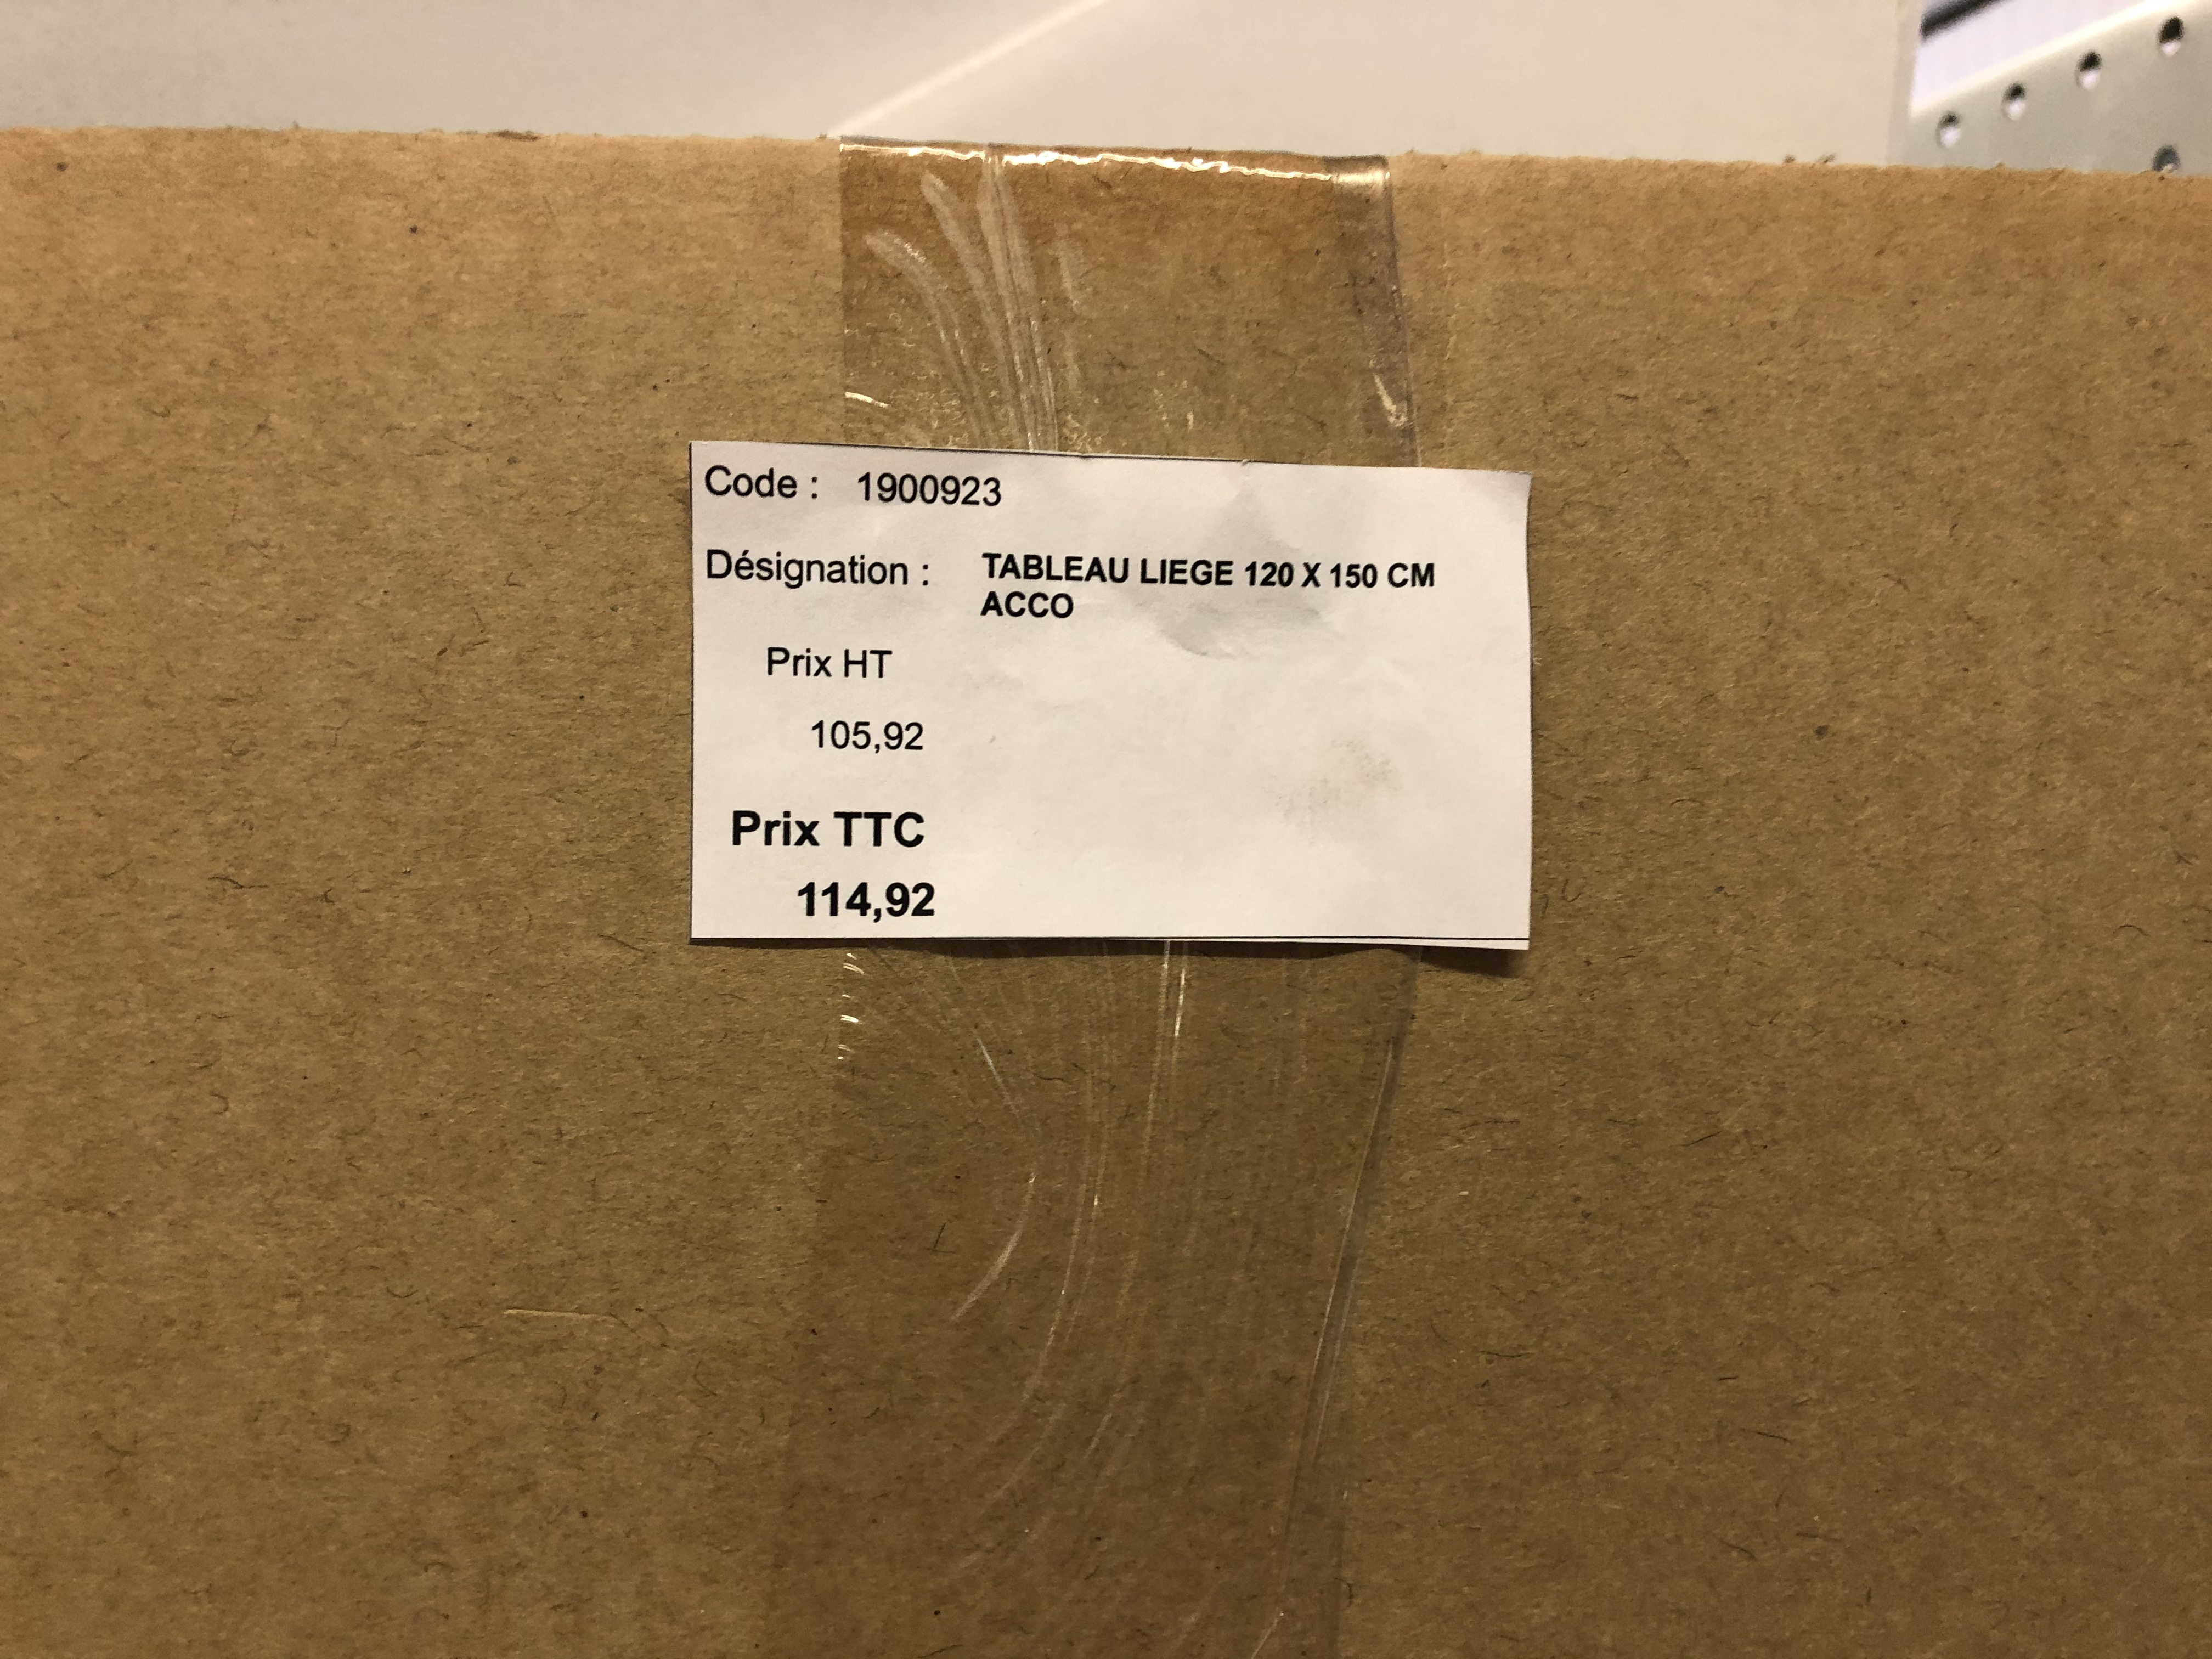 Code : 1900923
Désignation : TABLEAU LIEGE 120 X 150 CM
ACCO
Prix HT
105,92
Prix TTC
114,92